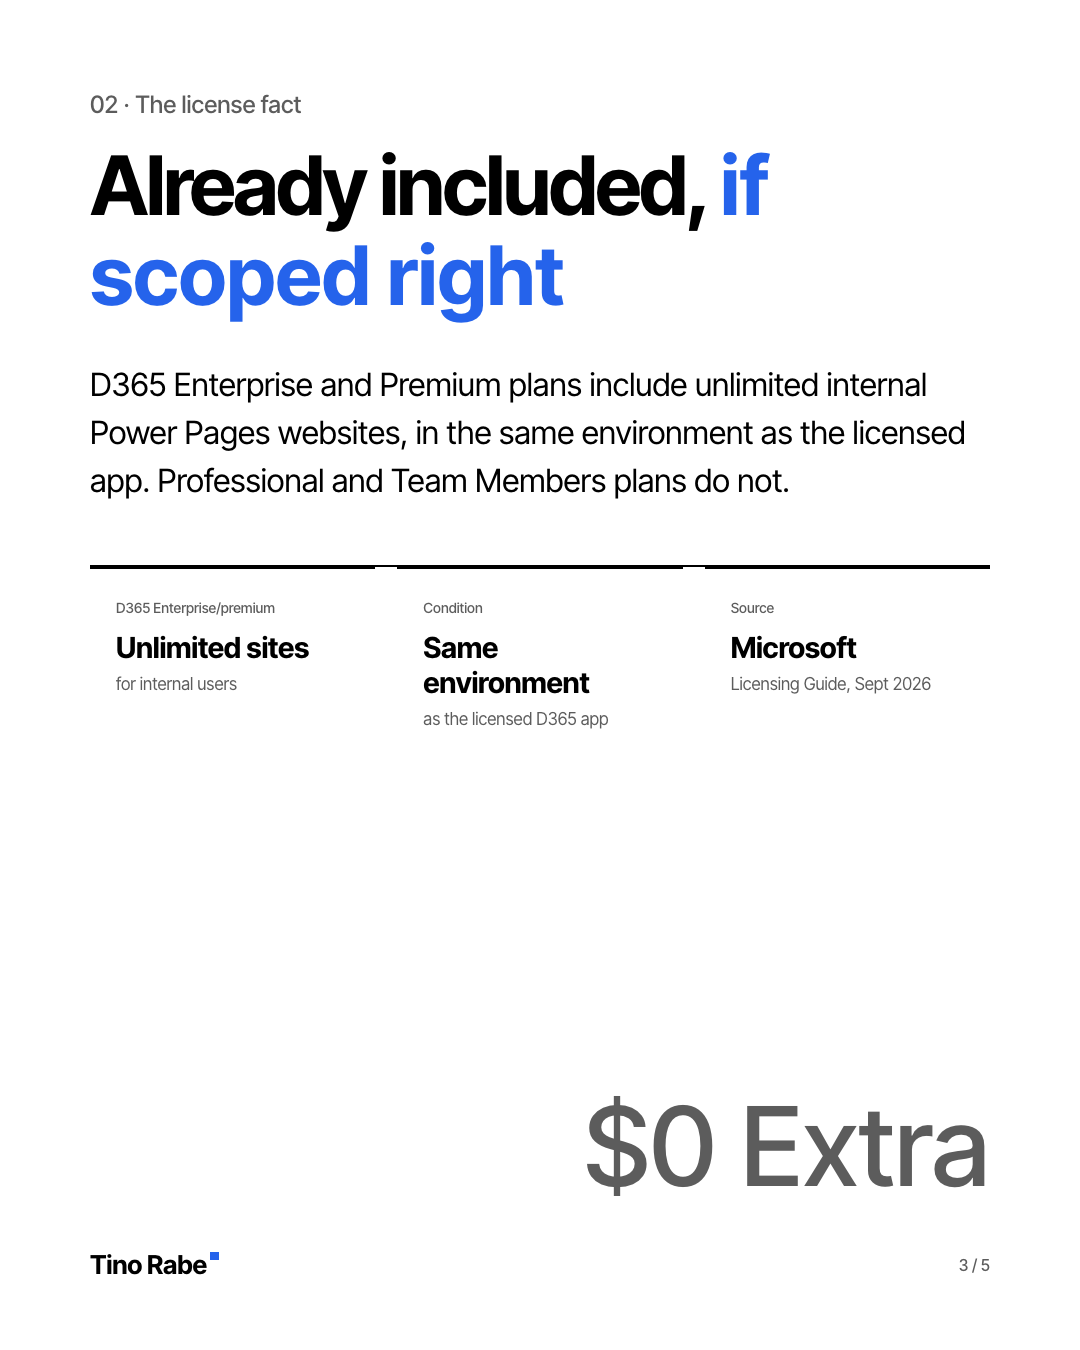 02 · The license fact
Already included, if
scoped right
D365 Enterprise and Premium plans include unlimited internal
Power Pages websites, in the same environment as the licensed
app. Professional and Team Members plans do not.
D365 Enterprise/premium
Unlimited sites
for internal users
Condition
Same
environment
as the licensed D365 app
Source
Microsoft
Licensing Guide, Sept 2026
$0 Extra
Tino Rabe
3 / 5